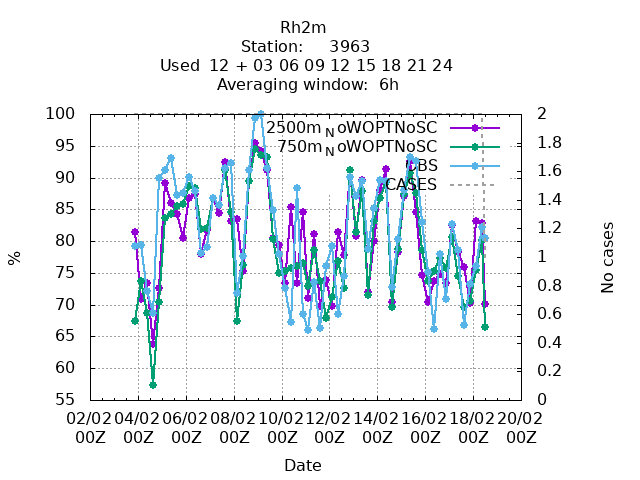 Rh2m
Station: 3963
Used 12 + 03 06 09 12 15 18 21 24
Averaging window: 6h
100
95
90
85
80
75
70
65
60
55
2
1.8
1.6
1.4
1.2
1
0.8
0.6
0.4
0.2
0
2500m_NoWOPTNoSC
750m_NoWOPTNoSC
OBS
CASES
%
No cases
02/02 04/02 06/02 08/02 10/02 12/02 14/02 16/02 18/02 20/02
00Z 00Z 00Z 00Z 00Z 00Z 00Z 00Z 00Z 00Z
Date